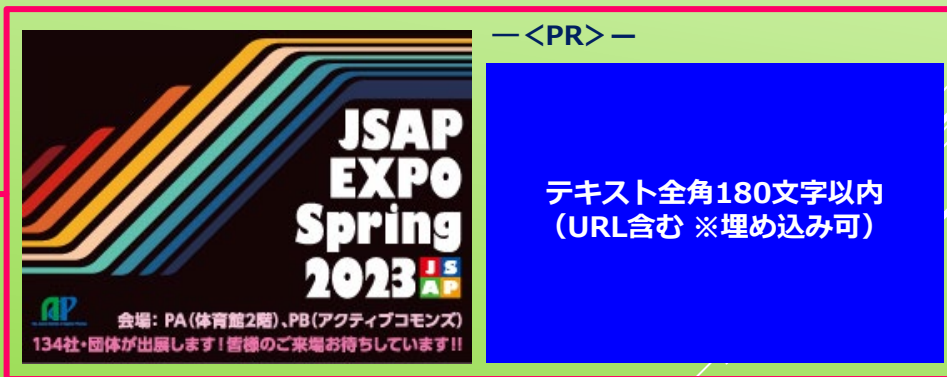 JSAP
EXPO
Spring
2023
JS
AP
AP
会場：PA（体育館2階）、PB（アクティブコモンズ）
134社・団体が出展します！皆様のご来場お待ちしています!!
―＜PR＞―
テキスト全角180文字以内
（URL含む ※埋め込み可）